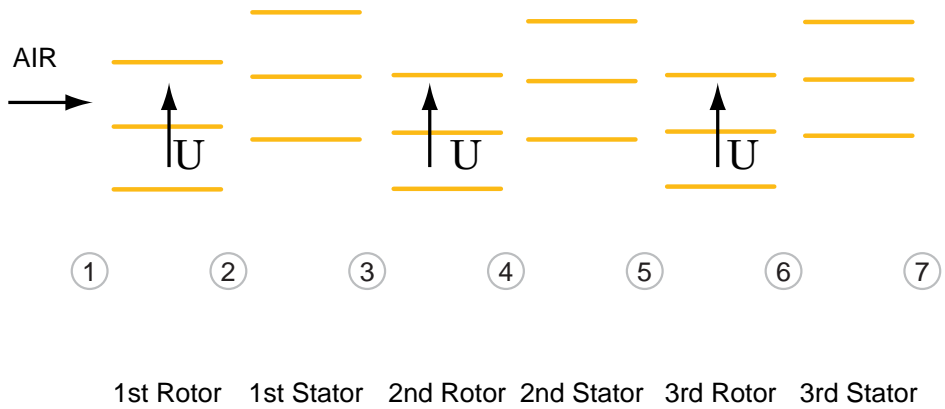 AIR
U U U
1 2 3 4 5 6 7
1st Rotor 1st Stator 2nd Rotor 2nd Stator 3rd Rotor 3rd Stator